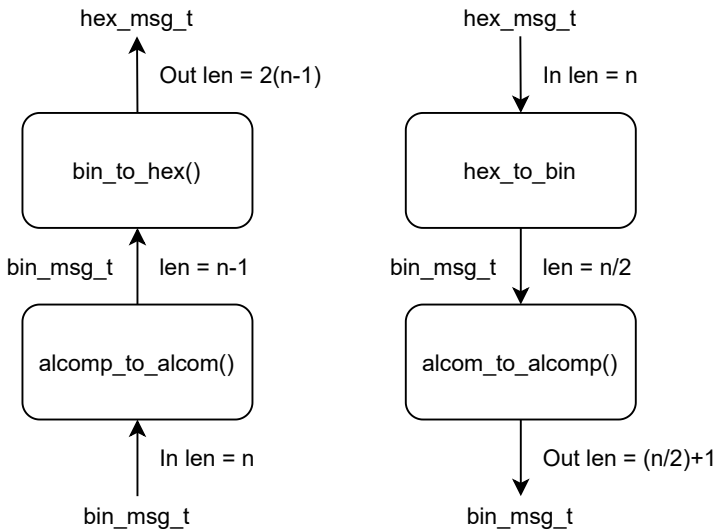 hex_msg_t
Out len = 2(n-1)
bin_to_hex()
bin_msg_t
len = n-1
alcomp_to_alcom()
In len = n
bin_msg_t
hex_msg_t
In len = n
hex_to_bin
bin_msg_t
len = n/2
alcom_to_alcomp()
Out len = (n/2)+1
bin_msg_t